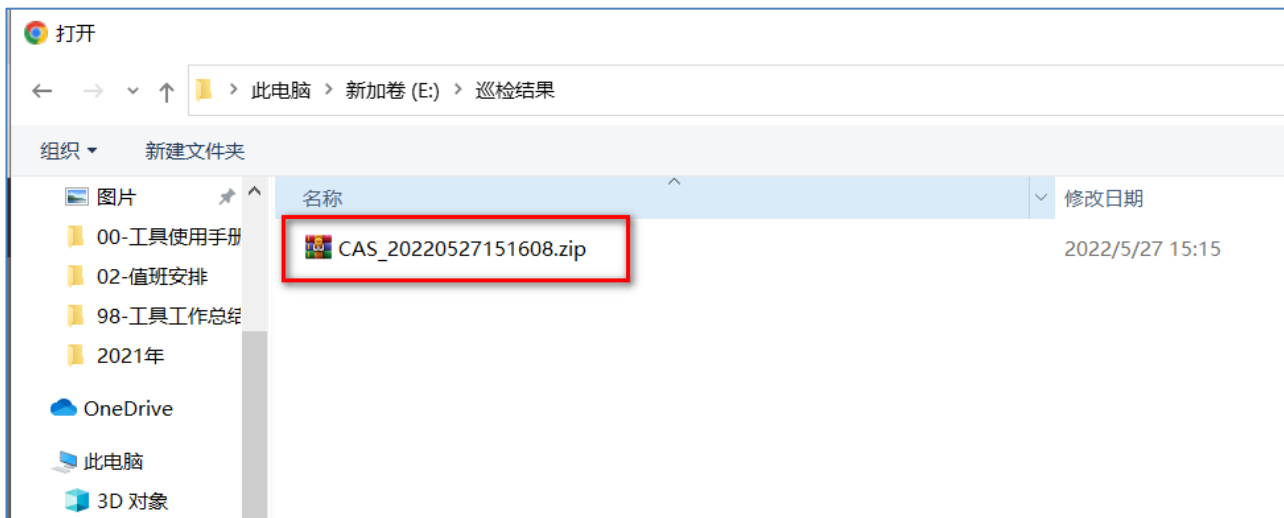 打开
此电脑 > 新加卷 (E:) > 巡检结果
组织 新建文件夹
名称 修改日期
图片
00-工具使用手册
CAS_20220527151608.zip 2022/5/27 15:15
02-值班安排
98-工具工作总结
2021年
OneDrive
此电脑
3D 对象